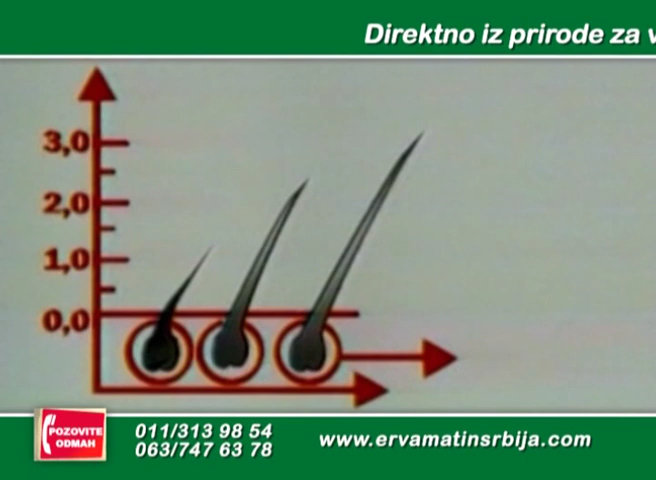 Direktno iz prirode za v
3,0
2,0
1,0
0,0
POZOVITE
ODMAH
011/313 98 54
063/747 63 78
www.ervamatinsrbija.com